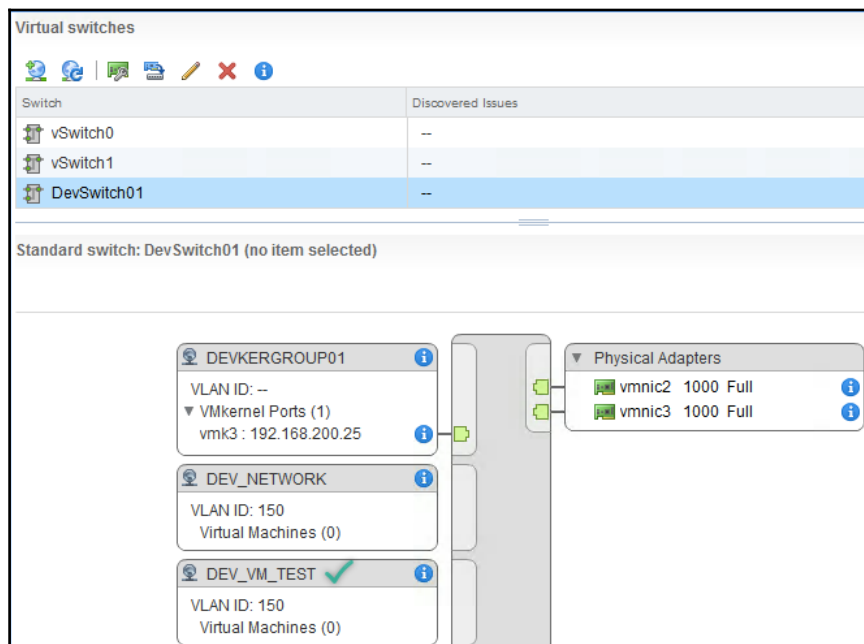 Virtual switches
Switch Discovered Issues
vSwitch0 --
vSwitch1 --
DevSwitch01 --
Standard switch: DevSwitch01 (no item selected)
DEVKERGROUP01
VLAN ID: --
VMkernel Ports (1)
vmk3 : 192.168.200.25
DEV_NETWORK
VLAN ID: 150
Virtual Machines (0)
DEV_VM_TEST
VLAN ID: 150
Virtual Machines (0)
Physical Adapters
vmnic2 1000 Full
vmnic3 1000 Full